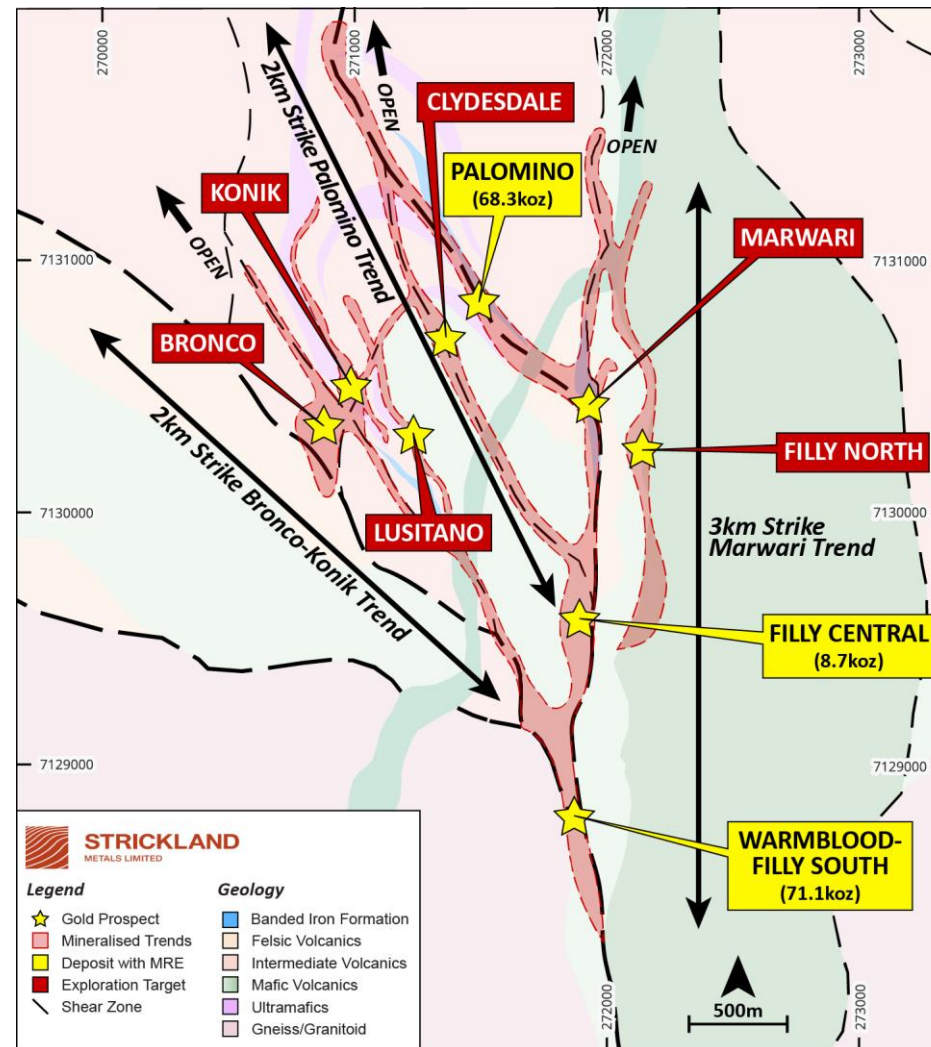 270000
271000
272000
273000
CLYDESDALE
OPEN
2km Strike Palomino Trend
OPEN
PALOMINO
(68.3koz)
KONIK
MARWARI
OPEN
7131000
7131000
BRONCO
2km Strike Bronco-Konik Trend
FILLY NORTH
7130000
7130000
LUSITANO
3km Strike
Marwari Trend
FILLY CENTRAL
(8.7koz)
7129000
7129000
WARMBLOOD-
FILLY SOUTH
(71.1koz)
STRICKLAND
METALS LIMITED
Legend
Gold Prospect
Mineralised Trends
Deposit with MRE
Exploration Target
Shear Zone
Geology
Banded Iron Formation
Felsic Volcanics
Intermediate Volcanics
Mafic Volcanics
Ultramafics
Gneiss/Granitoid
500m
272000
273000